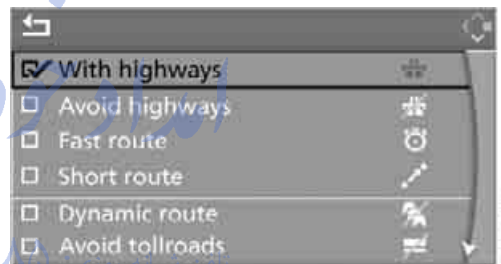 With highways
Avoid highways
Fast route
Short route
Dynamic route
Avoid tollroads